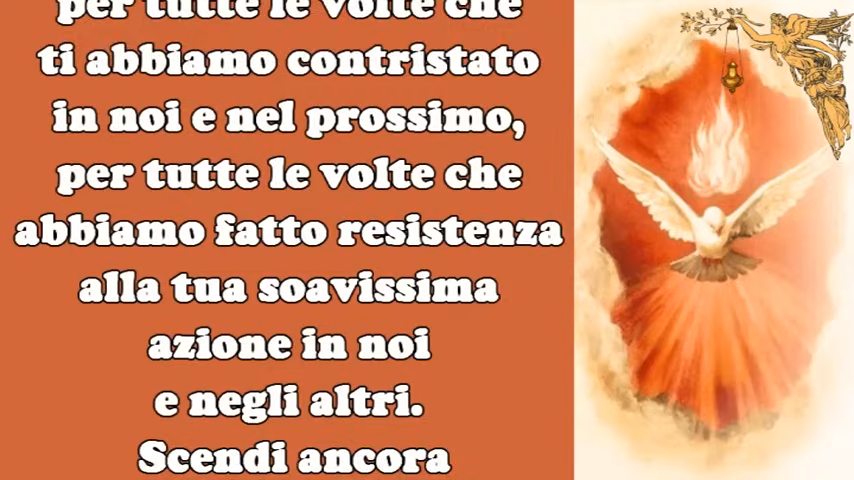 per tutte le volte che
ti abbiamo contristato
in noi e nel prossimo,
per tutte le volte che
abbiamo fatto resistenza
alla tua soavissima
azione in noi
e negli altri.
Scendi ancora